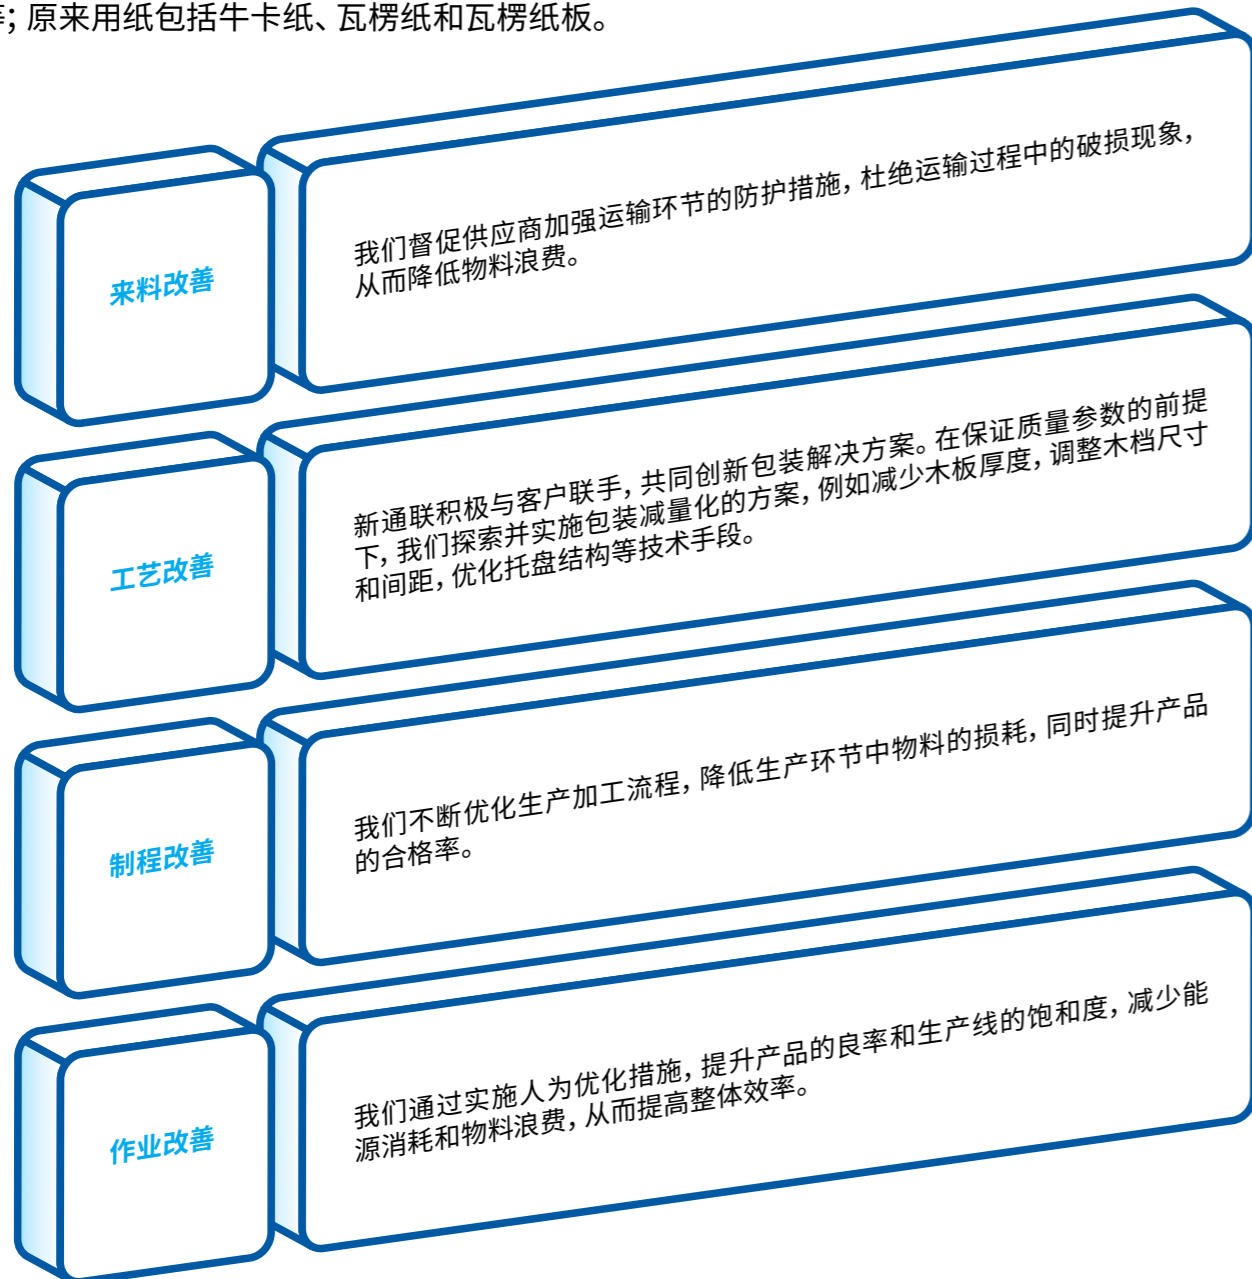 ；原来用纸包括牛卡纸、瓦楞纸和瓦楞纸板。
来料改善
我们督促供应商加强运输环节的防护措施，杜绝运输过程中的破损现象，
从而降低物料浪费。
工艺改善
新通联积极与客户联手，共同创新包装解决方案。在保证质量参数的前提
下，我们探索并实施包装减量化的方案，例如减少木板厚度，调整木档尺寸
和间距，优化托盘结构等技术手段。
制程改善
我们不断优化生产加工流程，降低生产环节中物料的损耗，同时提升产品
的合格率。
作业改善
我们通过实施人为优化措施，提升产品的良率和生产线的饱和度，减少能
源消耗和物料浪费，从而提高整体效率。